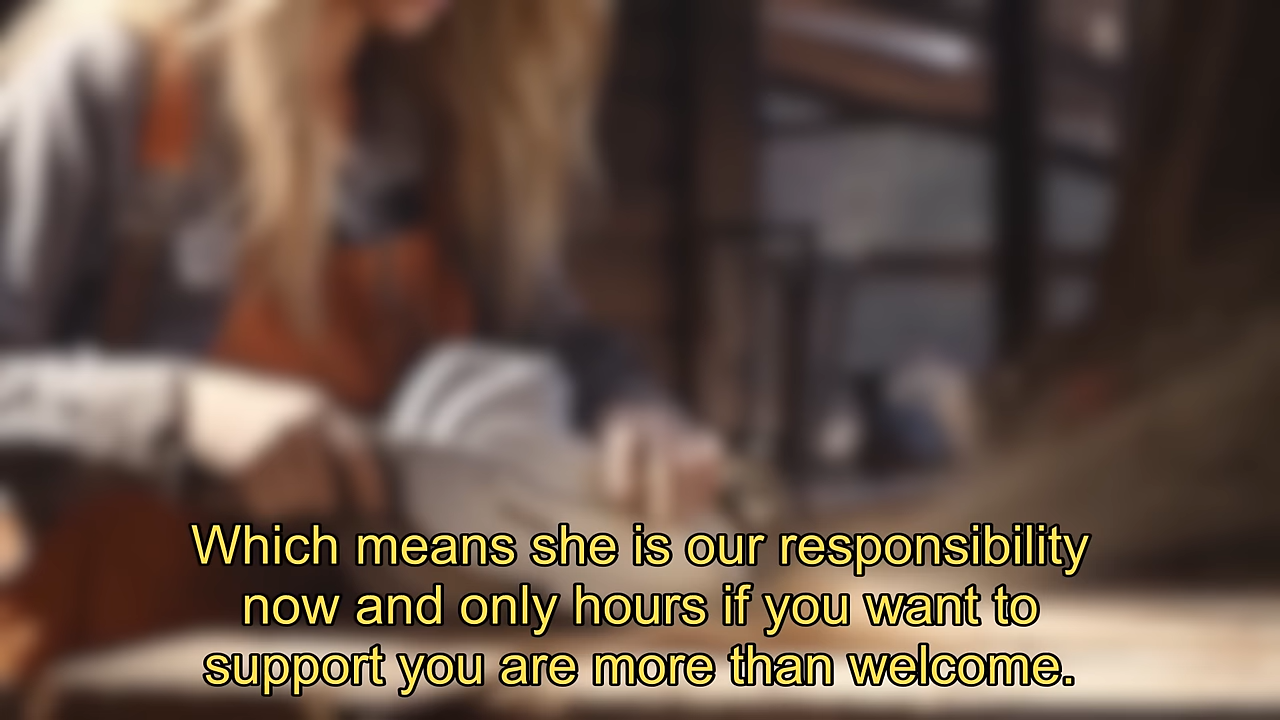 Which means she is our responsibility
now and only hours if you want to
support you are more than welcome.